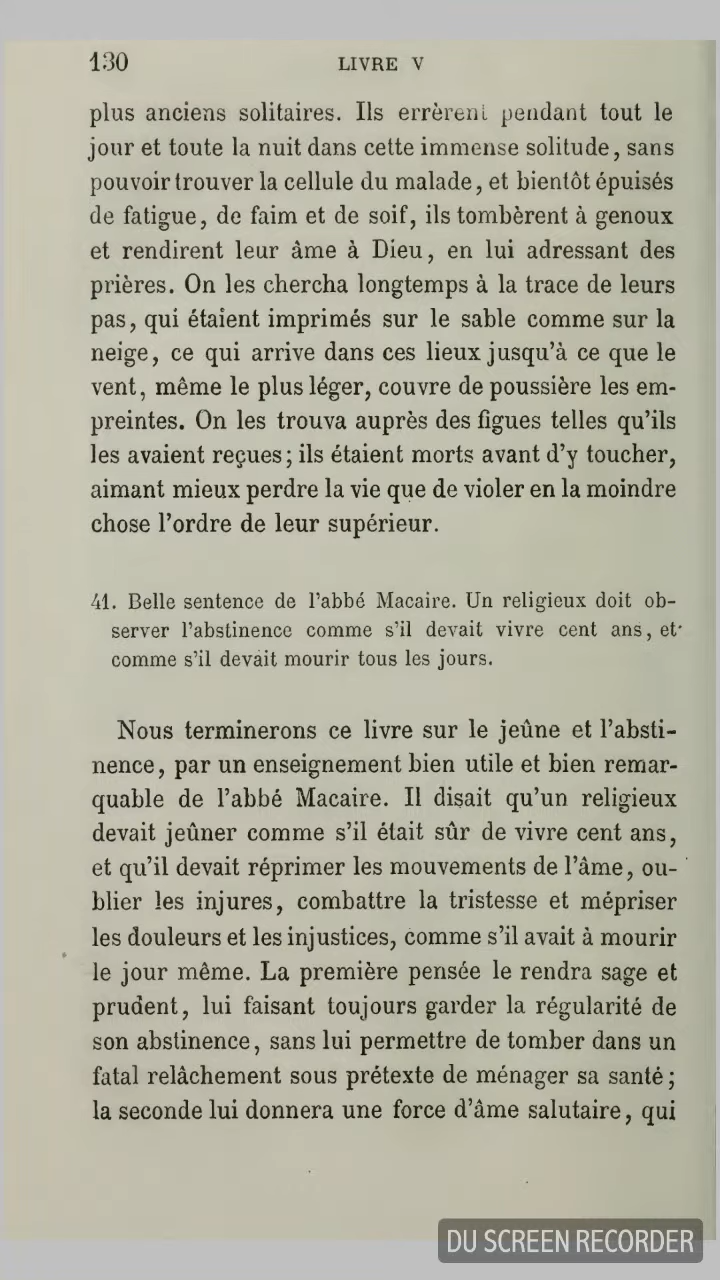 130
LIVRE V
plus anciens solitaires. Ils errèrent pendant tout le
jour et toute la nuit dans cette immense solitude, sans
pouvoir trouver la cellule du malade, et bientôt épuisés
de fatigue, de faim et de soif, ils tombèrent à genoux
et rendirent leur âme à Dieu, en lui adressant des
prières. On les chercha longtemps à la trace de leurs
pas, qui étaient imprimés sur le sable comme sur la
neige, ce qui arrive dans ces lieux jusqu'à ce que le
vent, même le plus léger, couvre de poussière les em-
preintes. On les trouva auprès des figues telles qu'ils
les avaient reçues; ils étaient morts avant d'y toucher,
aimant mieux perdre la vie que de violer en la moindre
chose l'ordre de leur supérieur.
41. Belle sentence de l'abbé Macaire. Un religieux doit ob-
server l'abstinence comme s'il devait vivre cent ans, et
comme s'il devait mourir tous les jours.
Nous terminerons ce livre sur le jeûne et l'absti-
nence, par un enseignement bien utile et bien remar-
quable de l'abbé Macaire. Il disait qu'un religieux
devait jeûner comme s'il était sûr de vivre cent ans,
et qu'il devait réprimer les mouvements de l'âme, ou-
blier les injures, combattre la tristesse et mépriser
les douleurs et les injustices, comme s'il avait à mourir
le jour même. La première pensée le rendra sage et
prudent, lui faisant toujours garder la régularité de
son abstinence, sans lui permettre de tomber dans un
fatal relâchement sous prétexte de ménager sa santé;
la seconde lui donnera une force d'âme salutaire, qui
DU SCREEN RECORDER